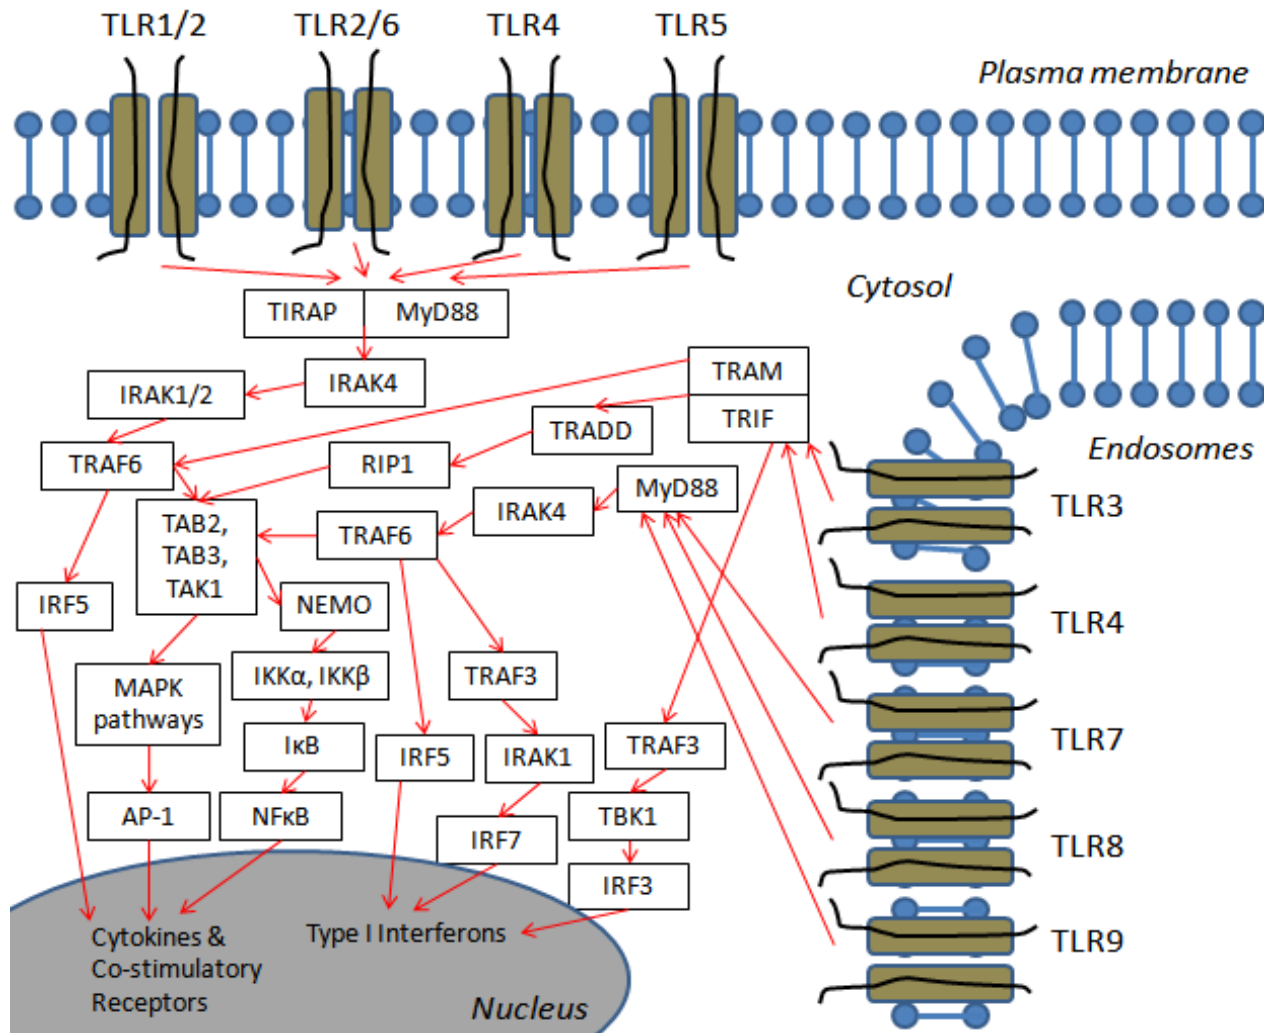 TLR1/2
TLR2/6
TLR4
TLR5
Plasma membrane
Cytosol
TIRAP
MyD88
IRAK4
IRAK1/2
TRAM
TRIF
TRADD
Endosomes
TRAF6
RIP1
MyD88
TLR3
IRAK4
TAB2,
TAB3,
TAK1
TRAF6
IRF5
NEMO
TLR4
MAPK
pathways
IKKα, IKKβ
TRAF3
IκB
IRF5
IRAK1
TRAF3
TLR7
AP-1
NFκB
IRF7
TBK1
TLR8
IRF3
Cytokines &
Co-stimulatory
Receptors
Type I Interferons
TLR9
Nucleus